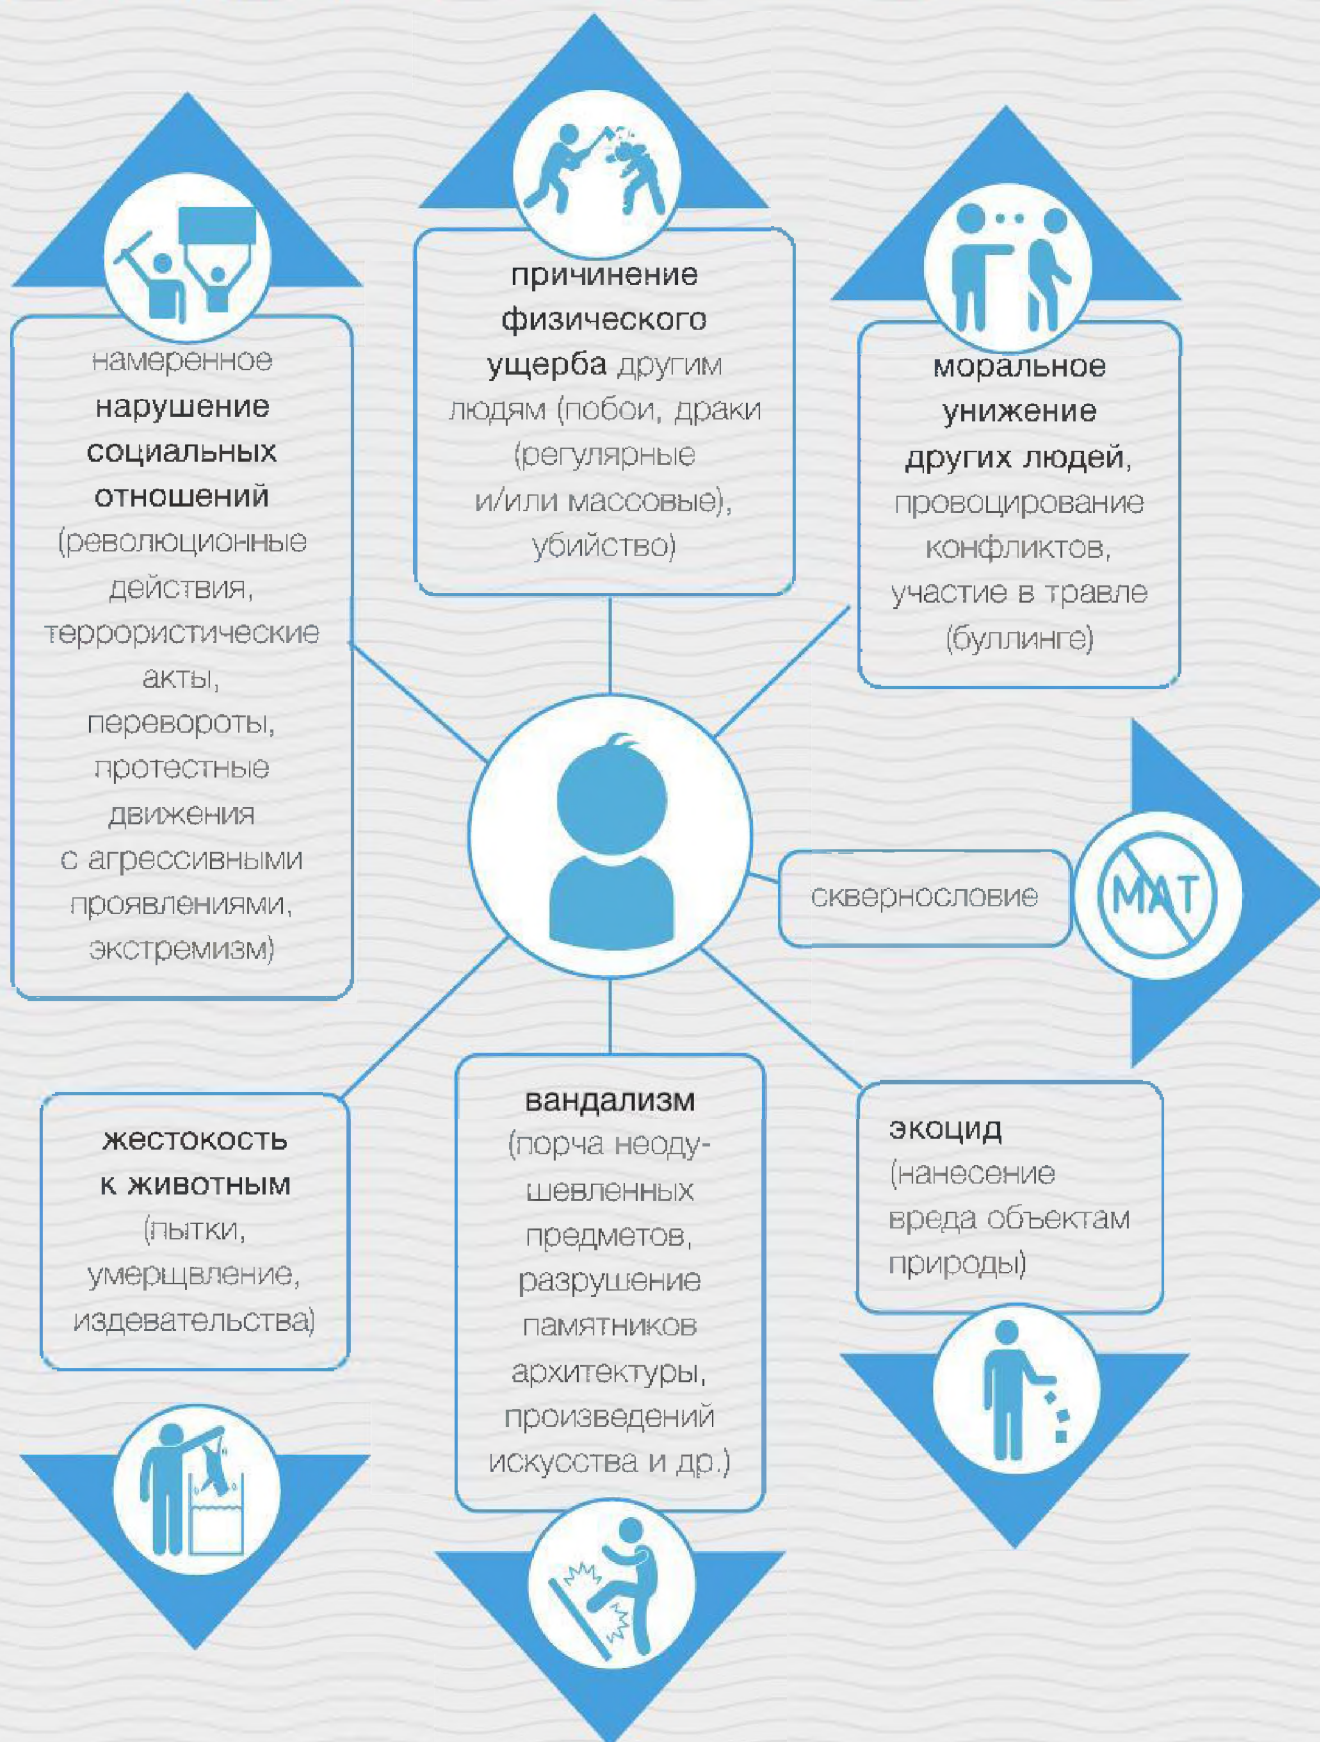 намеренное
нарушение
социальных
отношений
(революционные
действия,
террористические
акты,
перевороты,
протестные
движения
с агрессивными
проявлениями,
экстремизм)
причинение
физического
ущерба другим
людям (побои, драки
(регулярные
и/или массовые),
убийство)
моральное
унижение
других людей,
провоцирование
конфликтов,
участие в травле
(буллинге)
сквернословие
МАТ
жестокость
к животным
(пытки,
умерщвление,
издевательства)
вандализм
(порча неоду-
шевленных
предметов,
разрушение
памятников
архитектуры,
произведений
искусства и др.)
экоцид
(нанесение
вреда объектам
природы)